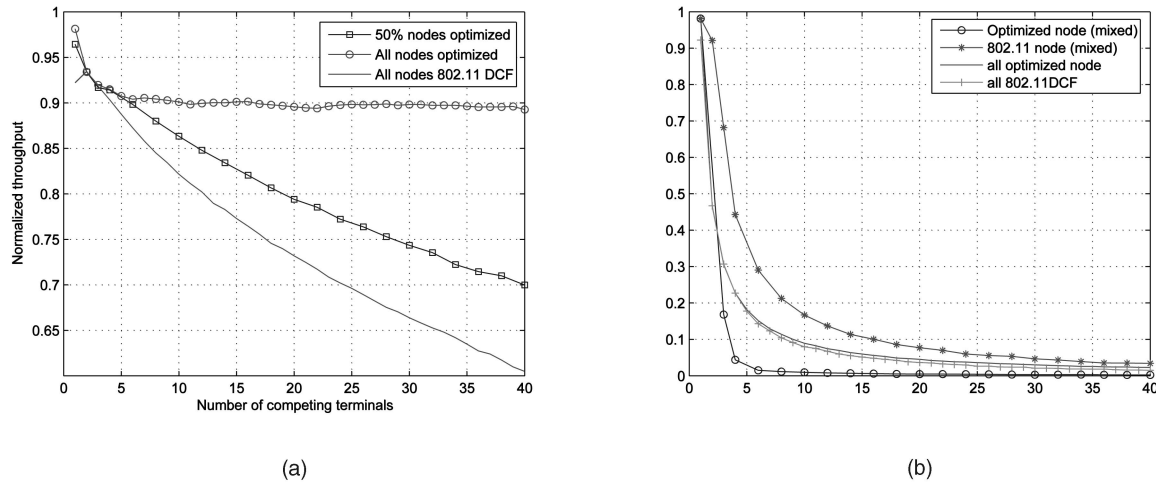 1
0.95
0.9
0.85
0.8
0.75
0.7
0.65
Normalized throughput
50% nodes optimized
All nodes optimized
All nodes 802.11 DCF
0 5 10 15 20 25 30 35 40
Number of competing terminals
(a)
1
0.9
0.8
0.7
0.6
0.5
0.4
0.3
0.2
0.1
0
Optimized node (mixed)
802.11 node (mixed)
all optimized node
all 802.11DCF
0 5 10 15 20 25 30 35 40
(b)